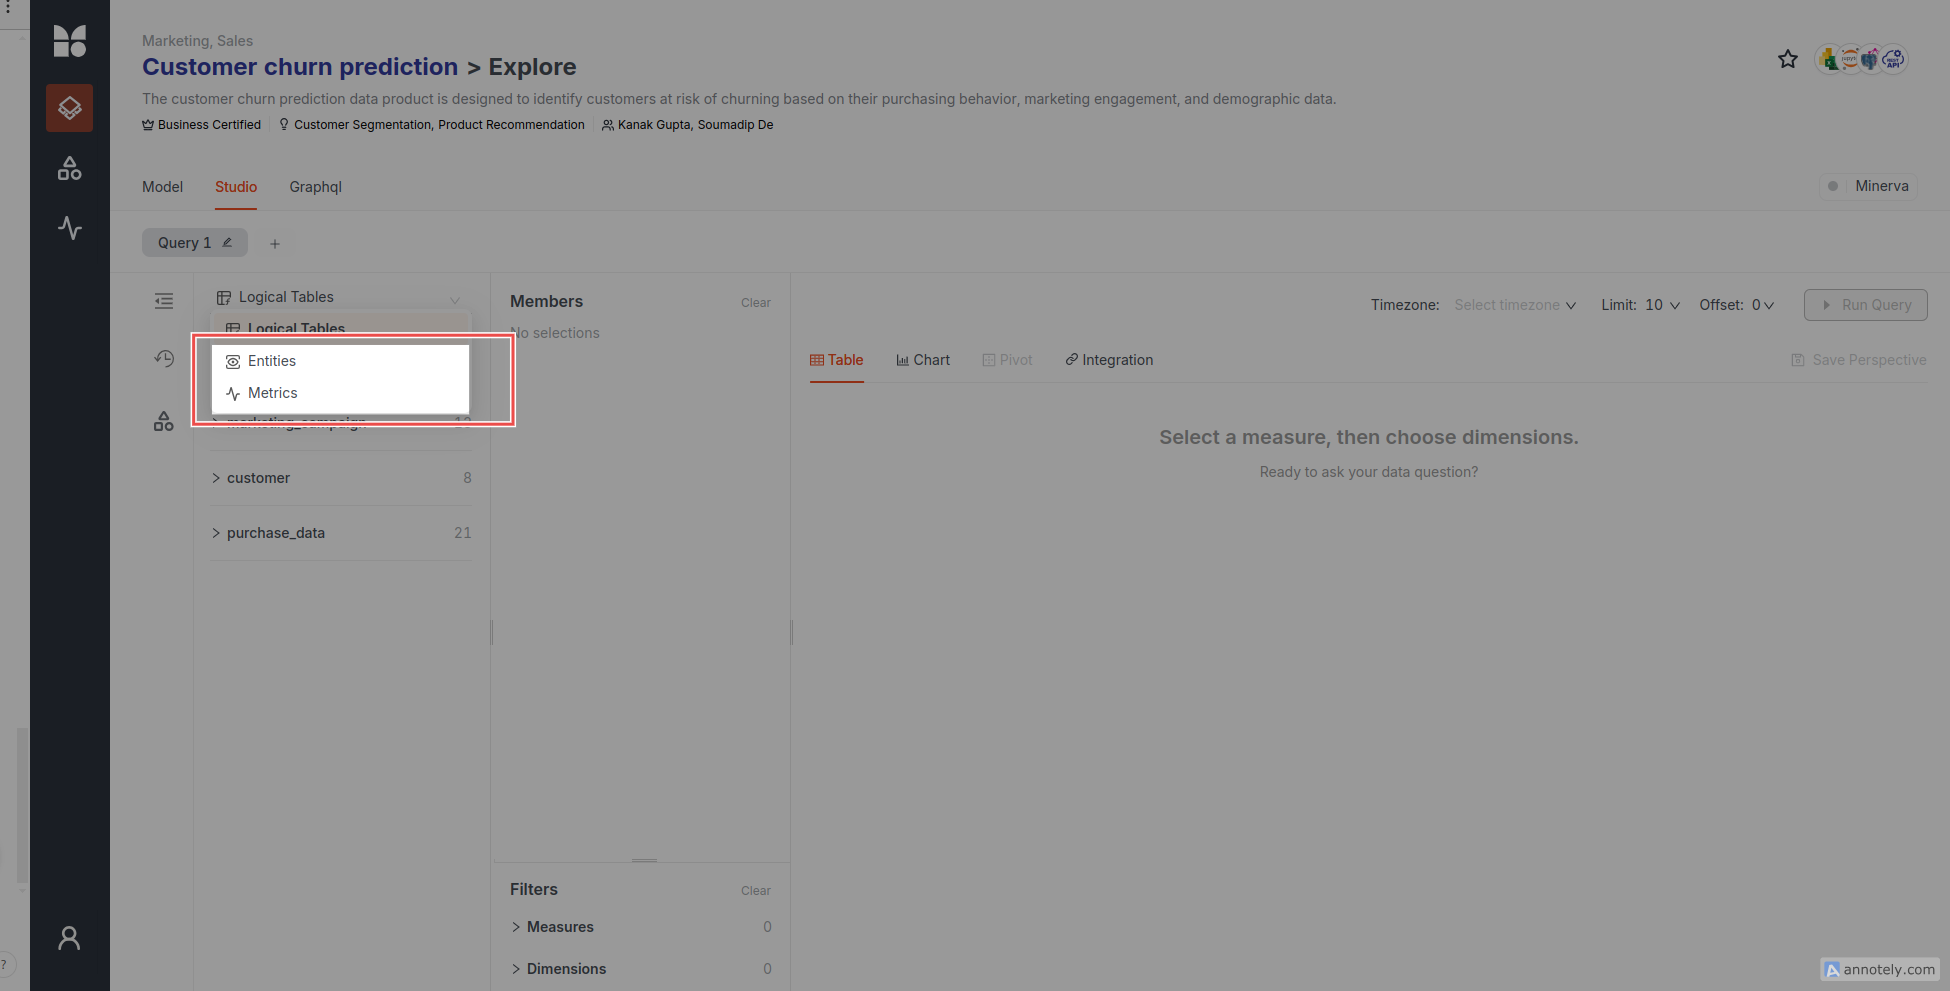 Marketing, Sales
Customer churn prediction > Explore
The customer churn prediction data product is designed to identify customers at risk of churning based on their purchasing behavior, marketing engagement, and demographic data.
Business Certified
Customer Segmentation, Product Recommendation
Kanak Gupta, Soumadip De
REST API
Model
Studio
Graphql
Minerva
Query 1
+
Logical Tables
Logical Tables
Entities
Metrics
marketing_campaign
customer 8
purchase_data 21
Members
Clear
No selections
Timezone: Select timezone
Limit: 10
Offset: 0
Run Query
Table
Chart
Pivot
Integration
Save Perspective
Select a measure, then choose dimensions.
Ready to ask your data question?
Filters
Clear
Measures 0
Dimensions 0
?
annotely.com